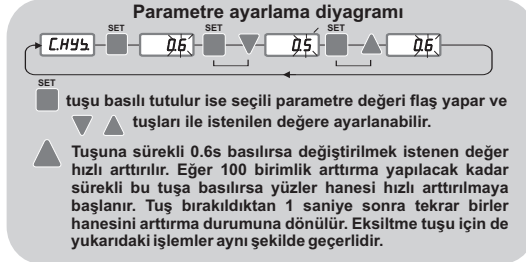 Parametre ayarlama diyagramı
SET SET SET
C.HYS. 0.6 0.5 0.6
SET
tuşu basılı tutulur ise seçili parametre değeri flaş yapar ve
tuşları ile istenilen değere ayarlanabilir.
Tuşuna sürekli 0.6s basılırsa değiştirilmek istenen değer
hızlı arttırılır. Eğer 100 birimlik arttırma yapılacak kadar
sürekli bu tuşa basılırsa yüzler hanesi hızlı arttırılmaya
başlanır. Tuş bırakıldıktan 1 saniye sonra tekrar birler
hanesini arttırma durumuna dönülür. Eksiltme tuşu için de
yukarıdaki işlemler aynı şekilde geçerlidir.